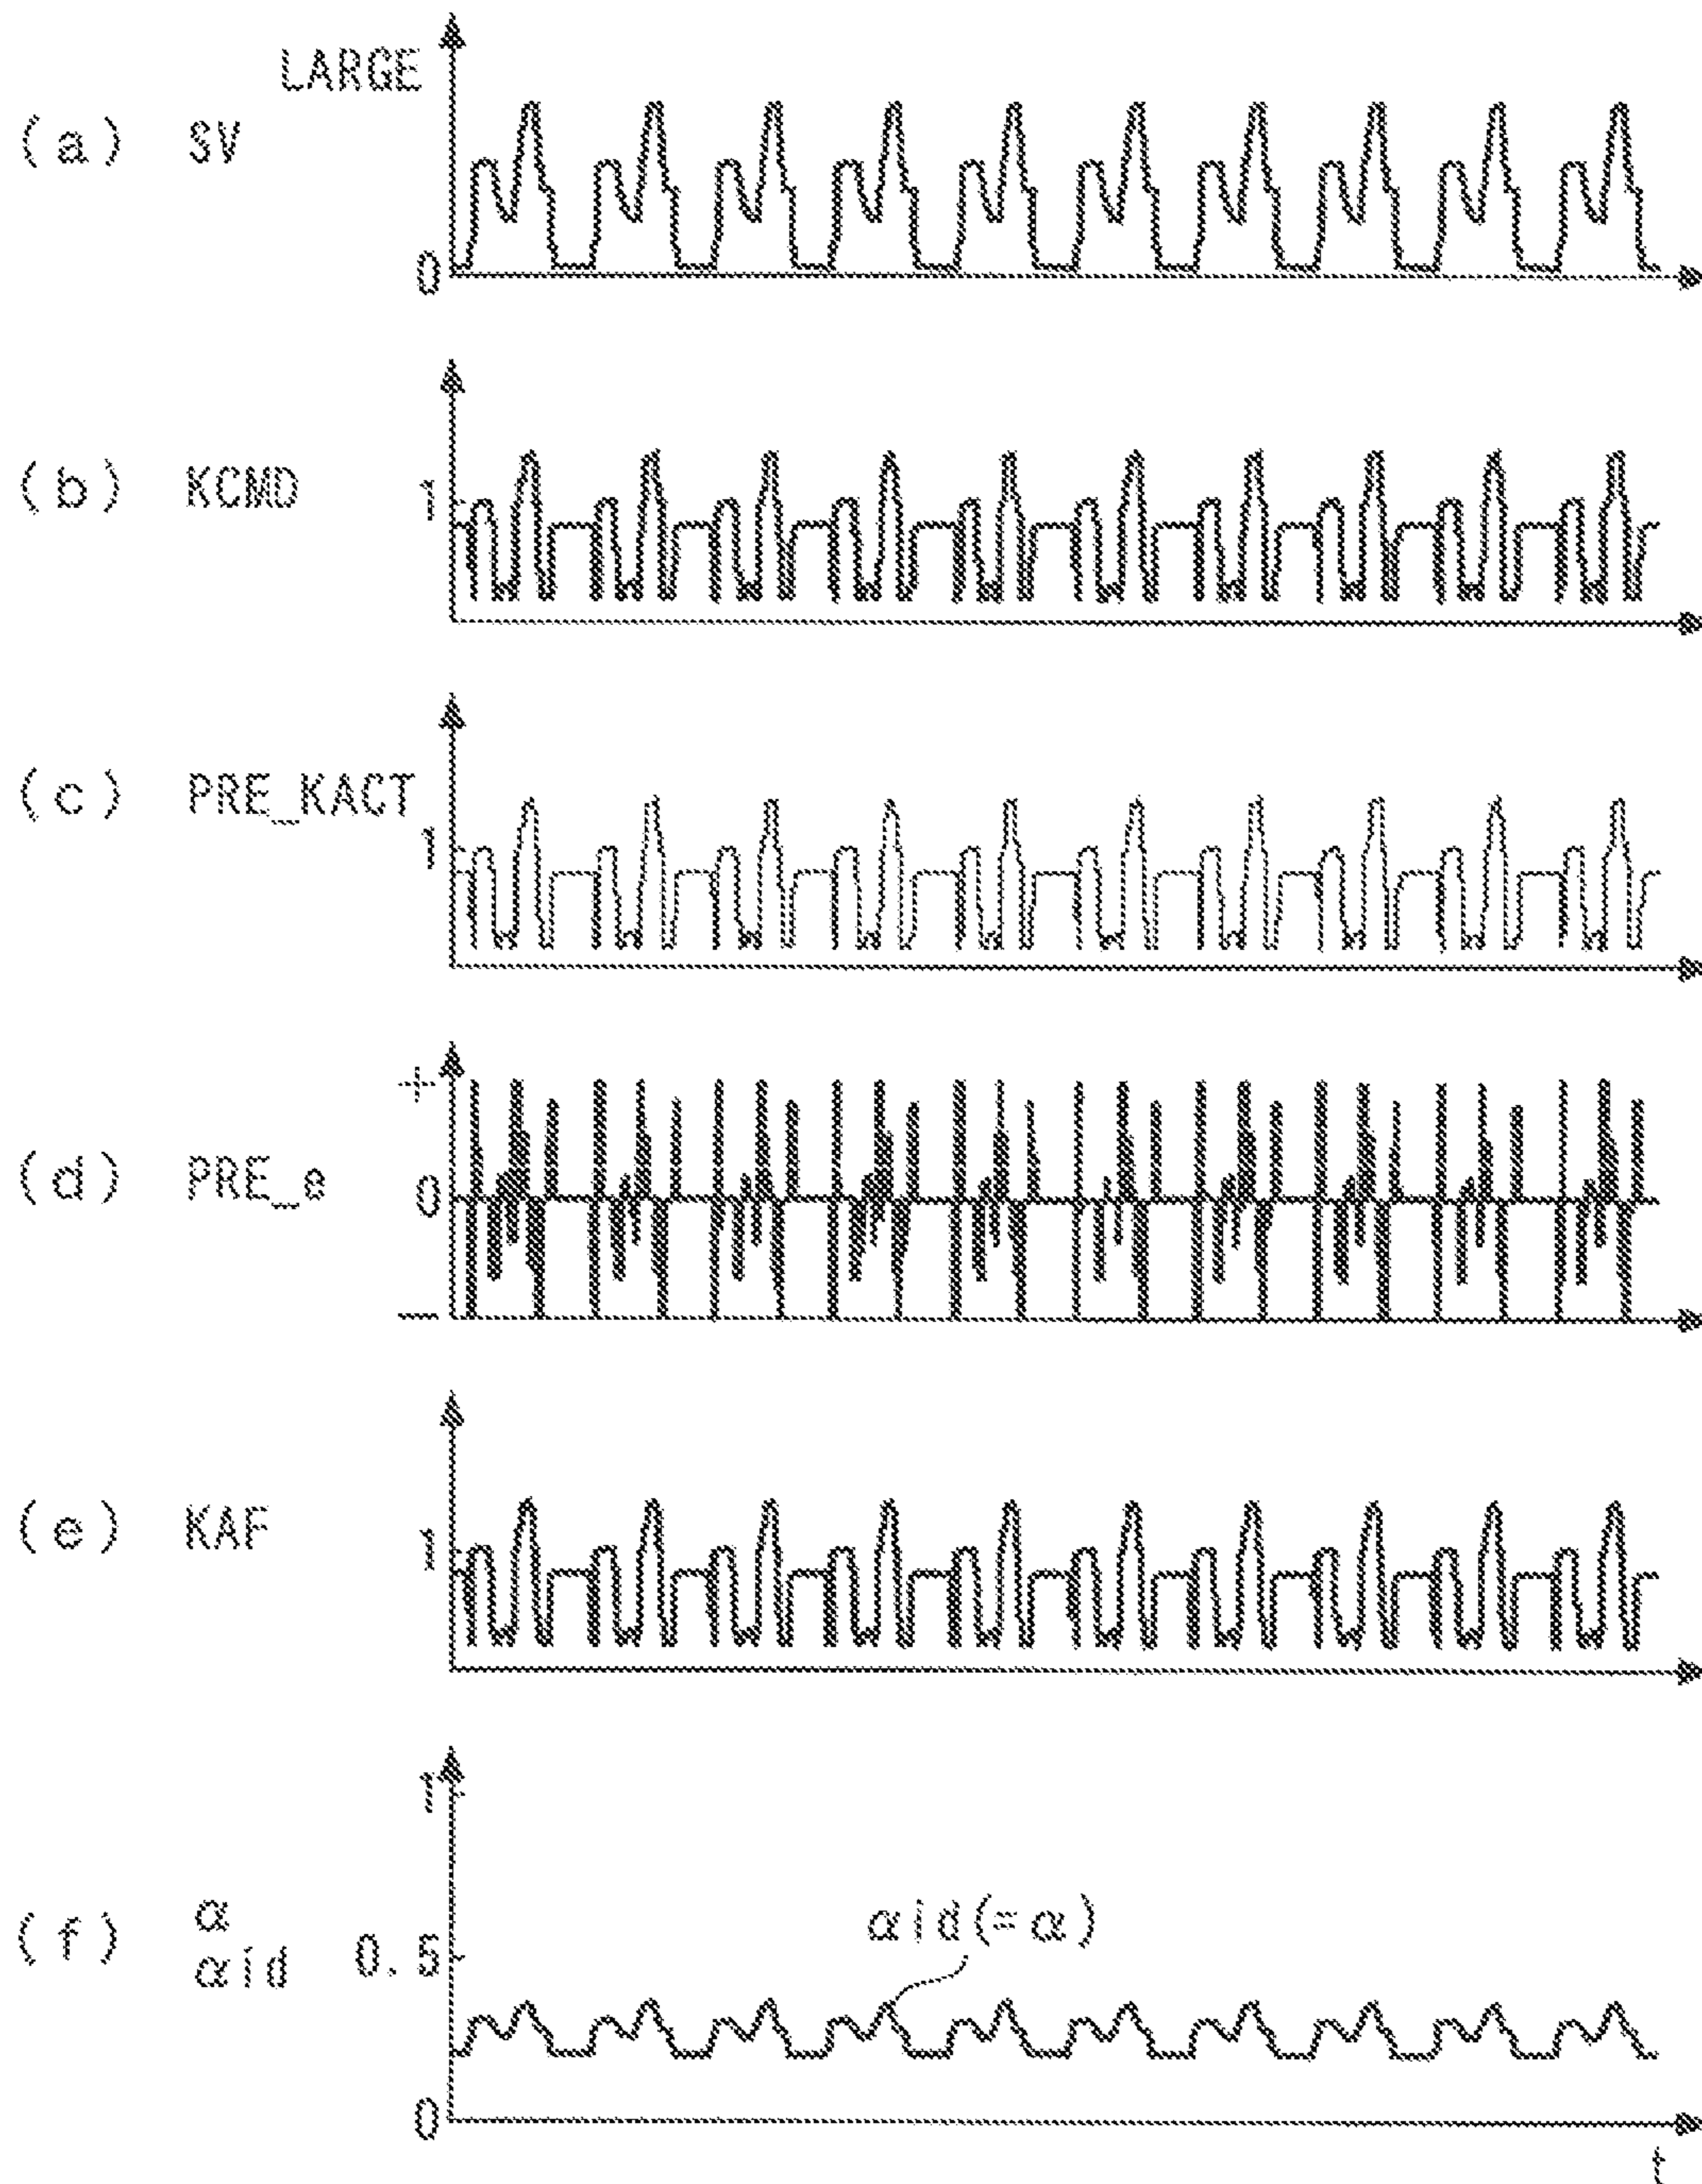 LARGE
(a) SV
0
(b) KCMD 1
(c) PRE_KACT
1
+
(d) PRE_e 0
−
(e) KAF 1
1
α
(f) αid 0.5
αid(=α)
0
t